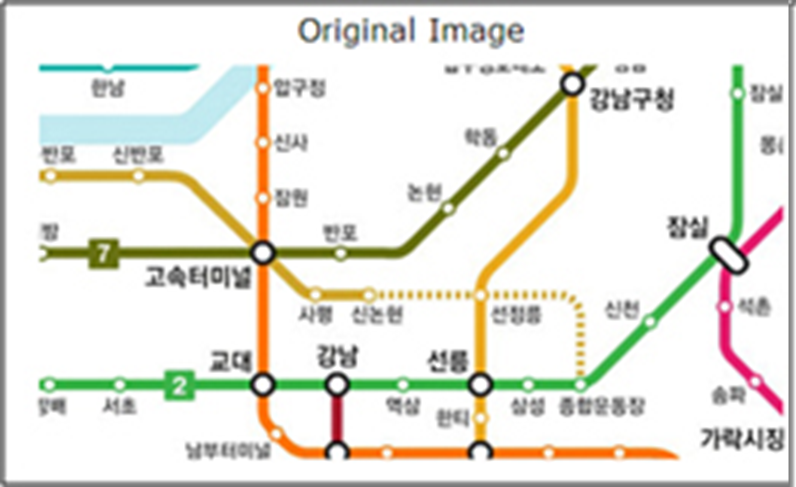 Original Image
한남
압구정
강남구청
잠실
신사
학동
반포 신반포
잠원
논현
반포
잠실
7
고속터미널
사평 신논현
선정릉
신천
석촌
교대
강남
선릉
2
서초
역삼
삼성
종합운동장
한티
송파
남부터미널
가락시장